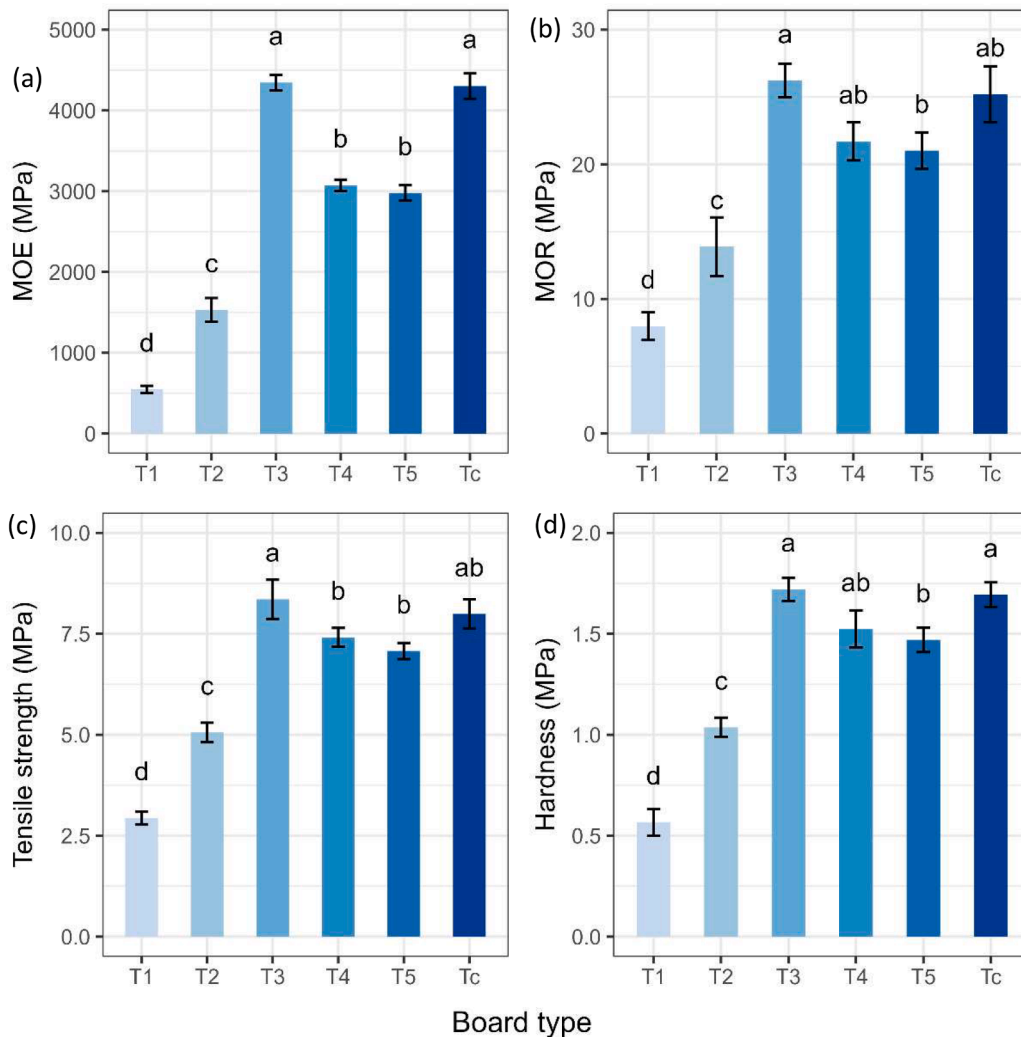 (a)
MOE (MPa)
5000
4000
3000
2000
1000
0
d
c
a
b
b
a
T1 T2 T3 T4 T5 Tc
(b)
MOR (MPa)
30
20
10
0
d
c
a
ab
b
ab
T1 T2 T3 T4 T5 Tc
(c)
Tensile strength (MPa)
10.0
7.5
5.0
2.5
0.0
d
c
a
b
b
ab
T1 T2 T3 T4 T5 Tc
(d)
Hardness (MPa)
2.0
1.5
1.0
0.5
0.0
d
c
a
ab
b
a
T1 T2 T3 T4 T5 Tc
Board type